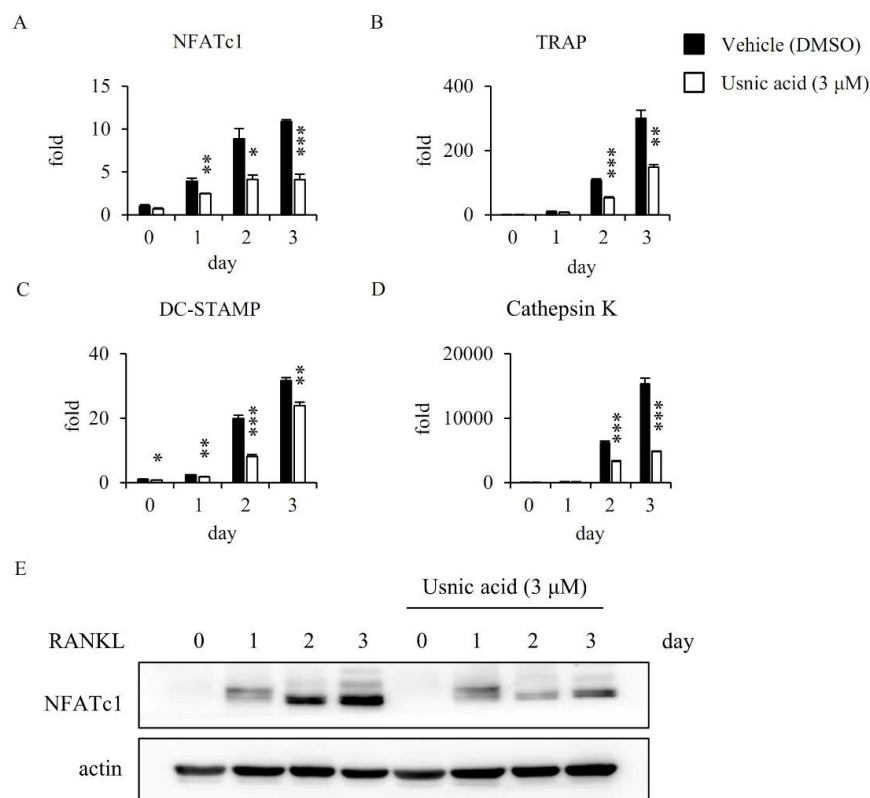 A
NFATc1
15
10
5
0
fold
**
*
***
0 1 2 3
day
B
TRAP
400
200
0
fold
***
**
0 1 2 3
day
Vehicle (DMSO)
Usnic acid (3 μM)
C
DC-STAMP
40
20
0
fold
*
**
***
**
0 1 2 3
day
D
Cathepsin K
20000
10000
0
fold
***
***
0 1 2 3
day
E
Usnic acid (3 μM)
RANKL 0 1 2 3 0 1 2 3 day
NFATc1
actin